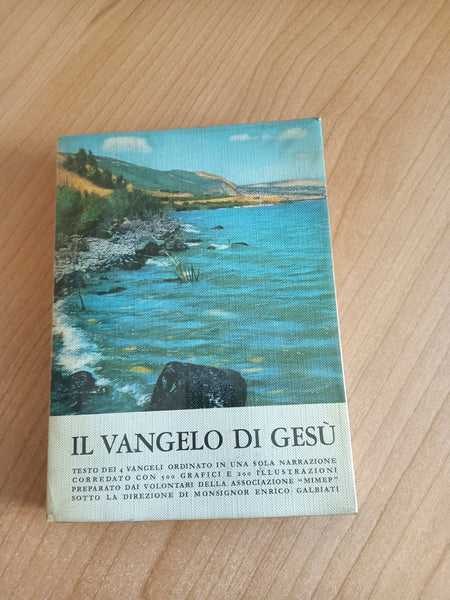 IL VANGELO DI GESÙ
TESTO DEI 4 VANGELI ORDINATO IN UNA SOLA NARRAZIONE
CORREDATO CON 500 GRAFICI E 200 ILLUSTRAZIONI
PREPARATO DAI VOLONTARI DELLA ASSOCIAZIONE "MIMEP"
SOTTO LA DIREZIONE DI MONSIGNOR ENRICO GALBIATI